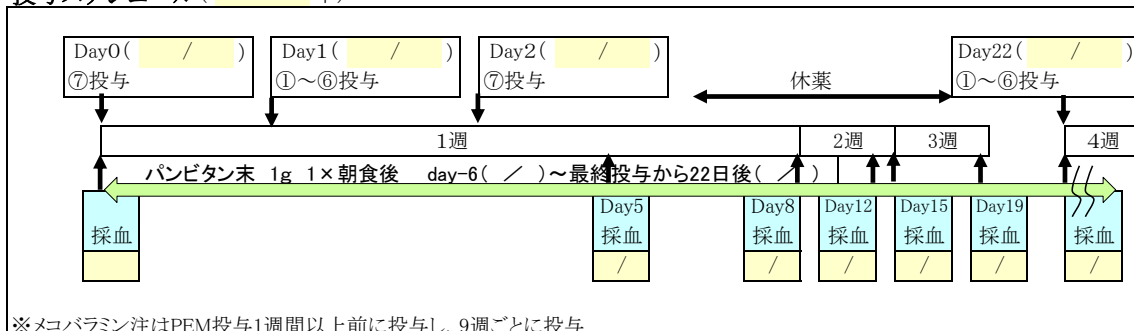 投与スケジュール( 年)
Day0( / )
⑦投与
Day1( / )
①～⑥投与
Day2( / )
⑦投与
休薬
Day22( / )
①～⑥投与
1週
2週
3週
4週
パンビタン末 1g 1×朝食後 day-6( / )～最終投与から22日後( / )
採血
Day5
採血
/
Day8
採血
/
Day12
採血
/
Day15
採血
/
Day19
採血
/
採血
/
※メコバラミン注はPEM投与1週間以上前に投与し、9週ごとに投与